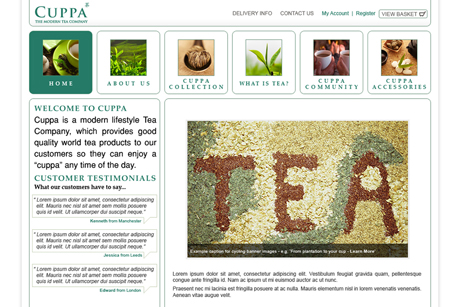 CUPPA®
THE MODERN TEA COMPANY
DELIVERY INFO CONTACT US My Account | Register VIEW BASKET
HOME
ABOUT US
CUPPA
COLLECTION
WHAT IS TEA?
CUPPA
COMMUNITY
CUPPA
ACCESSORIES
WELCOME TO CUPPA
Cuppa is a modern lifestyle Tea
Company, which provides good
quality world tea products to our
customers so they can enjoy a
"cuppa" any time of the day.
CUSTOMER TESTIMONIALS
What our customers have to say...
"Lorem ipsum dolor sit amet, consectetur adipiscing
elit. Mauris nec nisl sit amet sem mollis posuere
quis id velit. Ut ullamcorper dui suscipit neque."
Kenneth from Manchester
"Lorem ipsum dolor sit amet, consectetur adipiscing
elit. Mauris nec nisl sit amet sem mollis posuere
quis id velit. Ut ullamcorper dui suscipit neque."
Jessica from Leeds
"Lorem ipsum dolor sit amet, consectetur adipiscing
elit. Mauris nec nisl sit amet sem mollis posuere
quis id velit. Ut ullamcorper dui suscipit neque."
Edward from London
TEA
Example caption for cycling banner images - e.g. 'From plantation to your cup - Learn More'
Lorem ipsum dolor sit amet, consectetur adipiscing elit. Vestibulum feugiat gravida quam, pellentesque
congue ante fringilla at. Nam a mauris elementum mi euismod auctor at ut nunc.
Praesent nec mi lacinia est fringilla posuere at at nulla. Mauris elementum nisl id lorem venenatis venenatis.
Aenean vitae augue velit.